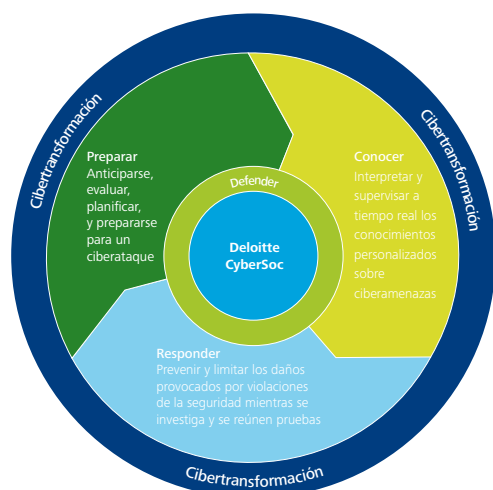 Cibertransformación
Cibertransformación
Preparar
Anticiparse,
evaluar,
planificar,
y prepararse
para un
ciberataque
Conocer
Interpretar y
supervisar a
tiempo real los
conocimientos
personalizados
sobre
ciberamenazas
Defender
Deloitte
CyberSoc
Responder
Prevenir y limitar los daños
provocados por violaciones
de la seguridad mientras se
investiga y se reúnen pruebas
Cibertransformación